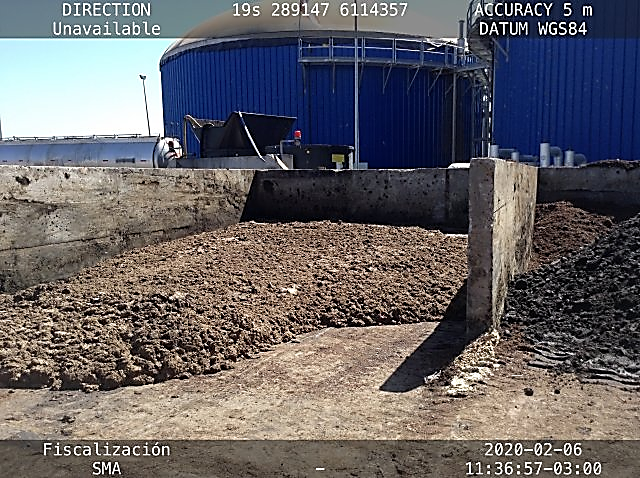 DIRECTION
Unavailable
19s 289147 6114357
ACCURACY 5 m
DATUM WGS84
Fiscalización
SMA
-
2020-02-06
11:36:57-03:00